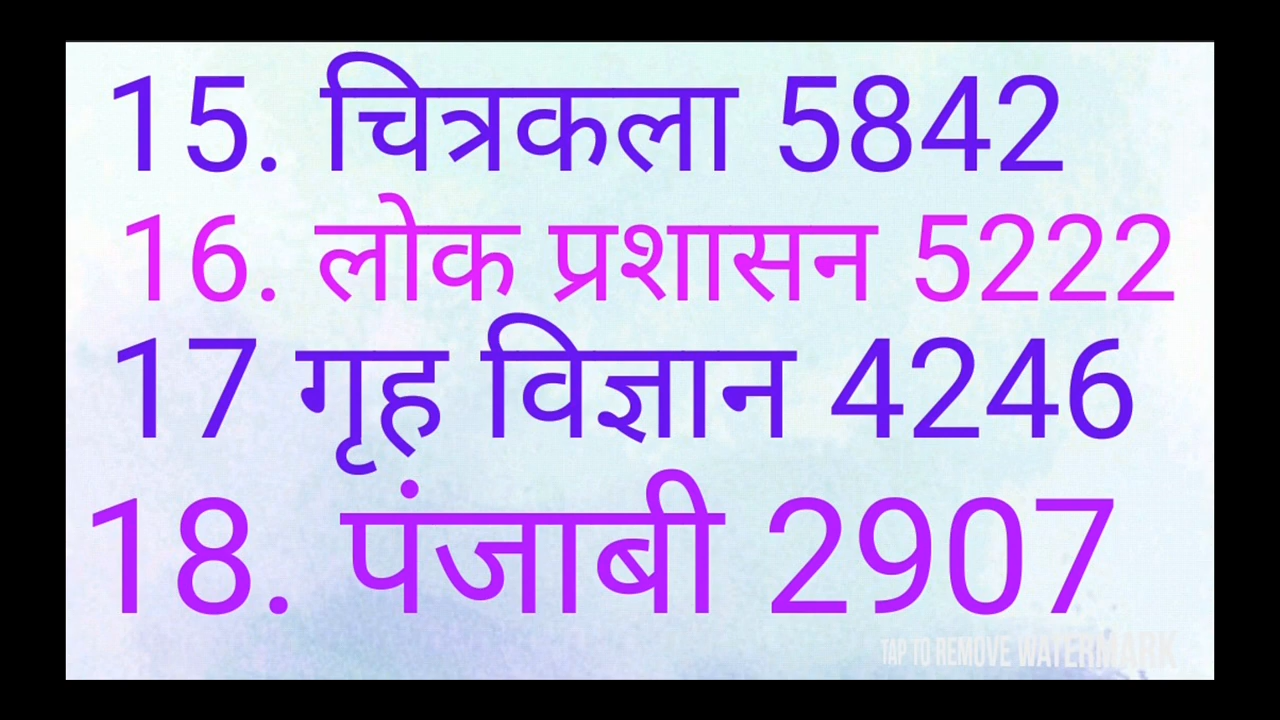 15. चित्रकला 5842
16. लोक प्रशासन 5222
17 गृह विज्ञान 4246
18. पंजाबी 2907
TAP TO REMOVE WATERMARK